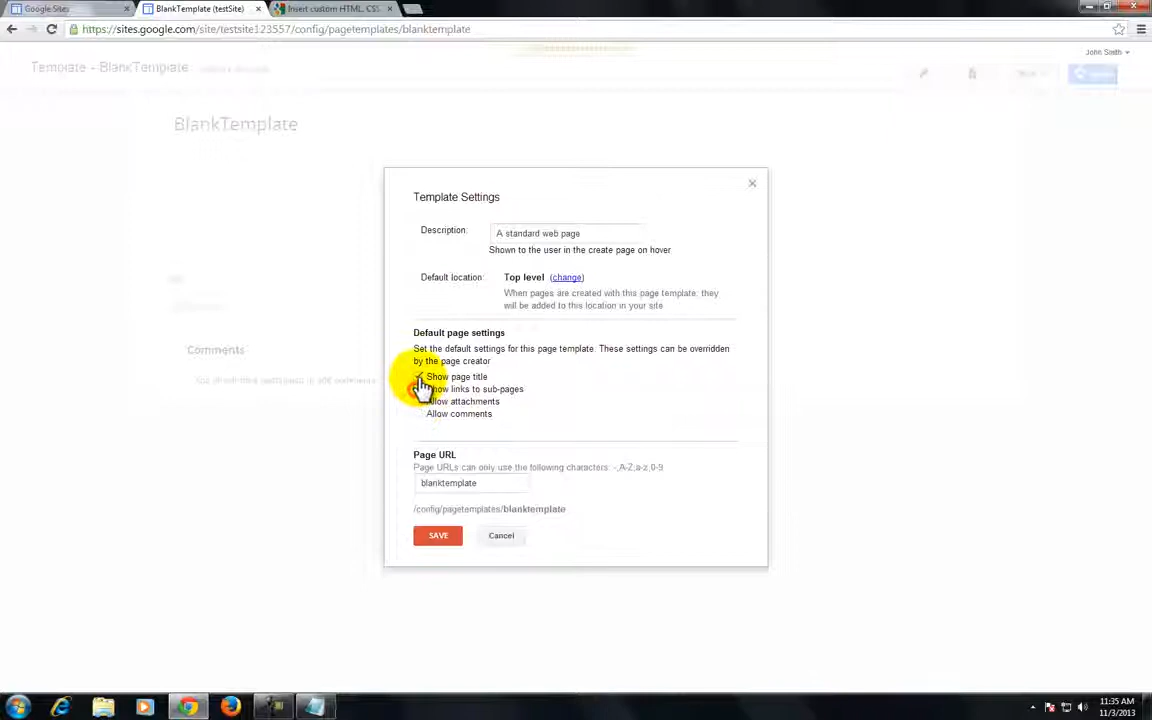 Google Sites
BlankTemplate (testSite)
Insert custom HTML, CSS
https://sites.google.com/site/testsite123557/config/pagetemplates/blanktemplate
John Smith
Template - BlankTemplate
BlankTemplate
Template Settings
Description:
A standard web page
Shown to the user in the create page on hover
Default location:
Top level (change)
When pages are created with this page template, they
will be added to this location in your site
Default page settings
Set the default settings for this page template. These settings can be overridden
by the page creator
Show page title
Show links to sub-pages
Allow attachments
Allow comments
Comments
Page URL
Page URLs can only use the following characters: -,A-Z,a-z,0-9
blanktemplate
/config/pagetemplates/blanktemplate
SAVE
Cancel
11:35 AM
11/3/2013